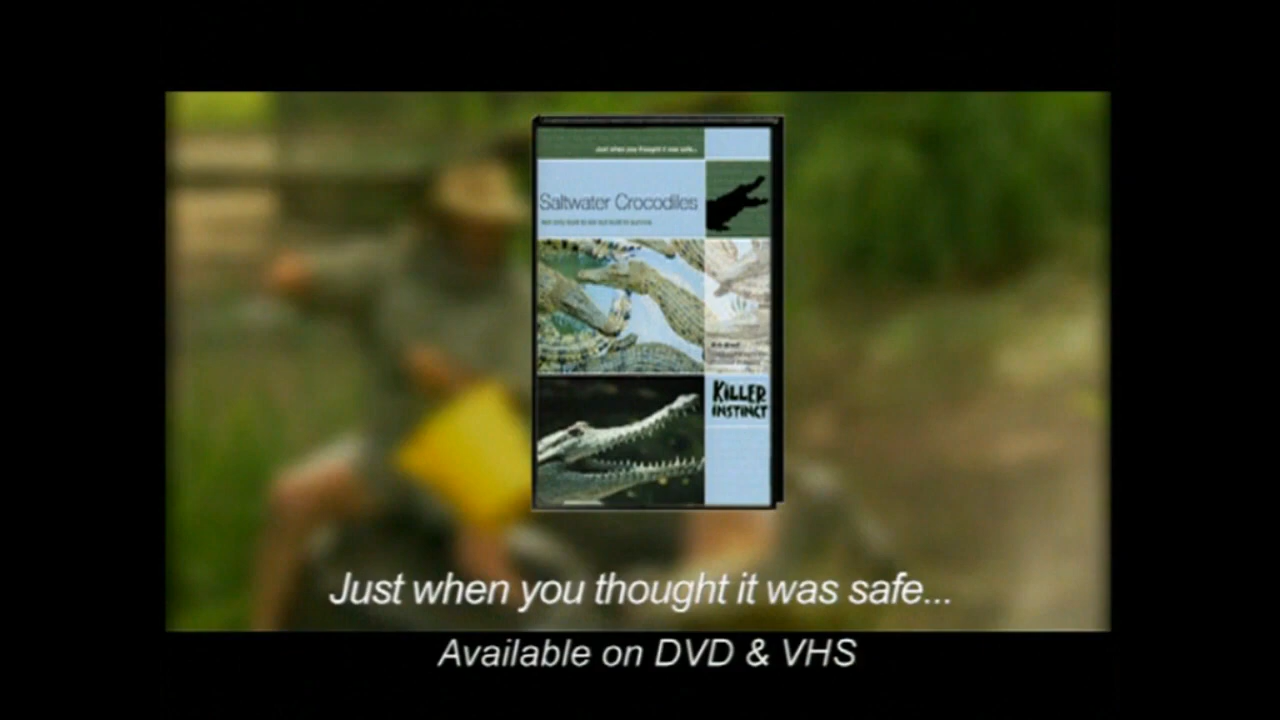 Just when you thought it was safe...
Saltwater Crocodiles
KiLLER
iNSTiNCT
Just when you thought it was safe...
Available on DVD & VHS